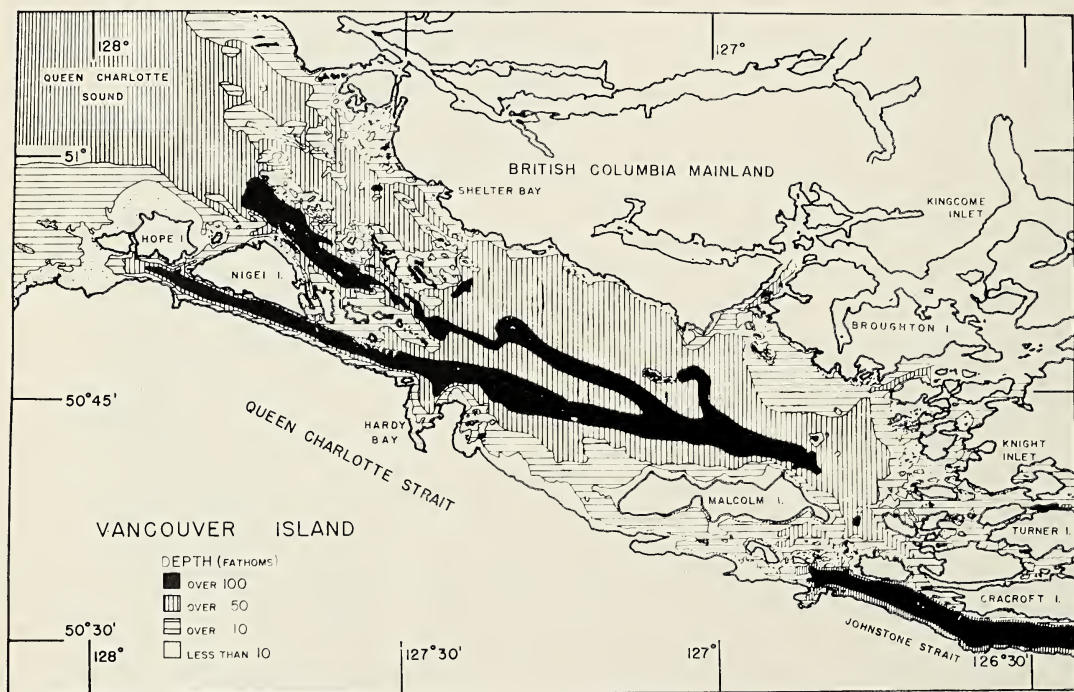 128°
127°
QUEEN CHARLOTTE
SOUND
51°
BRITISH COLUMBIA MAINLAND
SHELTER BAY
KINGCOME
INLET
HOPE I.
NIGEI I.
BROUGHTON I.
50°45'
HARDY
BAY
QUEEN CHARLOTTE STRAIT
KNIGHT
INLET
MALCOLM I.
VANCOUVER ISLAND
TURNER I.
DEPTH (FATHOMS)
OVER 100
OVER 50
OVER 10
LESS THAN 10
CRACROFT I.
JOHNSTONE STRAIT
50°30'
128°
127°30'
127°
126°30'